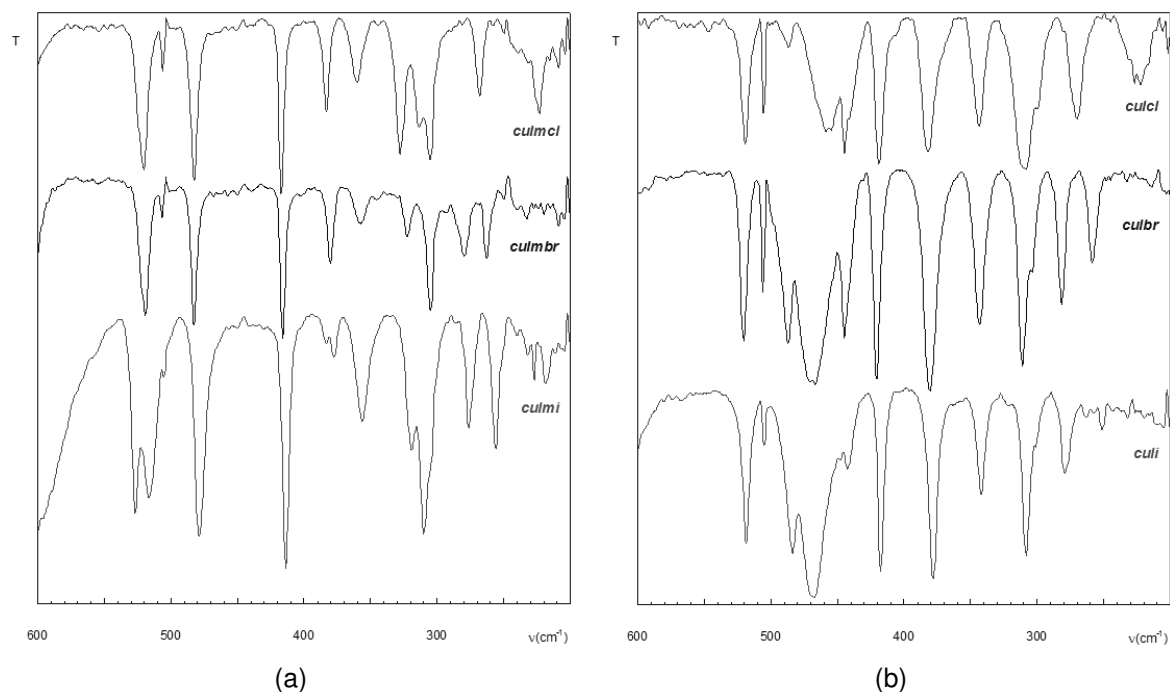 T
culmcl
culmbr
culmi
600 500 400 300 ν(cm⁻¹)
(a)
T
culcl
culbr
culi
600 500 400 300 ν(cm⁻¹)
(b)